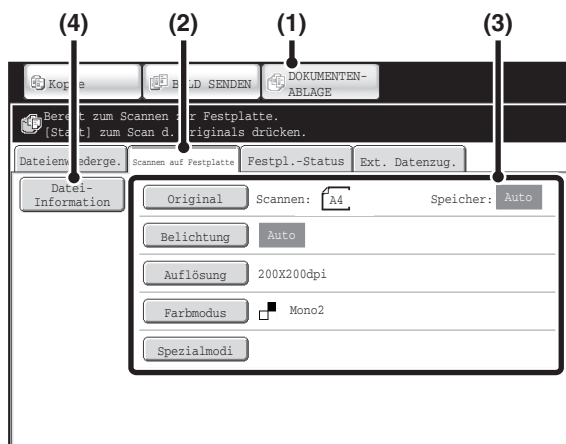 (4) (2) (1) (3)
Kopie BILD SENDEN DOKUMENTEN-
ABLAGE
Bereit zum Scannen zur Festplatte.
[Start] zum Scan d. Originals drücken.
Dateienwiederge. Scannen auf Festplatte Festpl.-Status Ext. Datenzug.
Datei-
Information
Original Scannen: A4 Speicher: Auto
Belichtung Auto
Auflösung 200X200dpi
Farbmodus Mono2
Spezialmodi